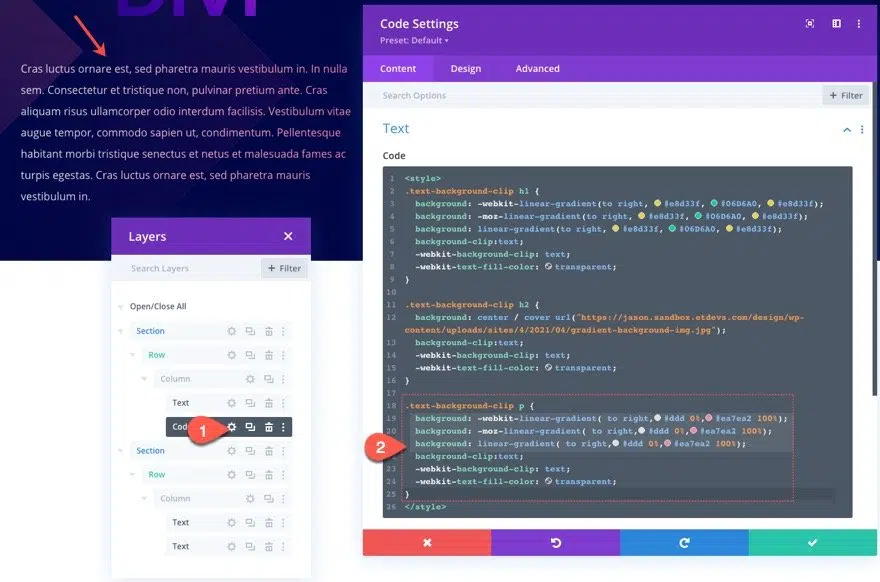 DIVI
Cras luctus ornare est, sed pharetra mauris vestibulum in. In nulla
sem. Consectetur et tristique non, pulvinar pretium ante. Cras
aliquam risus ullamcorper odio interdum facilisis. Vestibulum vitae
augue tempor, commodo sapien ut, condimentum. Pellentesque
habitant morbi tristique senectus et netus et malesuada fames ac
turpis egestas. Cras luctus ornare est, sed pharetra mauris
vestibulum in.
Layers
Search Layers
+ Filter
Open/Close All
Section
Row
Column
Text
Cod
1
Section
Row
Column
Text
Text
Code Settings
Preset: Default
Content Design Advanced
Search Options
+ Filter
Text
Code
1 <style>
2 .text-background-clip h1 {
3 background: -webkit-linear-gradient(to right, #e8d33f, #06D6A0, #e8d33f);
4 background: -moz-linear-gradient(to right, #e8d33f, #06D6A0, #e8d33f);
5 background: linear-gradient(to right, #e8d33f, #06D6A0, #e8d33f);
6 background-clip:text;
7 -webkit-background-clip: text;
8 -webkit-text-fill-color: transparent;
9 }
10
11 .text-background-clip h2 {
12 background: center / cover url("https://jason.sandbox.etdevs.com/design/wp-
content/uploads/sites/4/2021/04/gradient-background-img.jpg");
13 background-clip:text;
14 -webkit-background-clip: text;
15 -webkit-text-fill-color: transparent;
16 }
17
18 .text-background-clip p {
19 background: -webkit-linear-gradient( to right, #ddd 0%, #ea7ea2 100%);
20 background: -moz-linear-gradient( to right, #ddd 0%, #ea7ea2 100%);
2 background: linear-gradient( to right, #ddd 0%, #ea7ea2 100%);
background-clip:text;
23 -webkit-background-clip: text;
24 -webkit-text-fill-color: transparent;
25 }
26 </style>